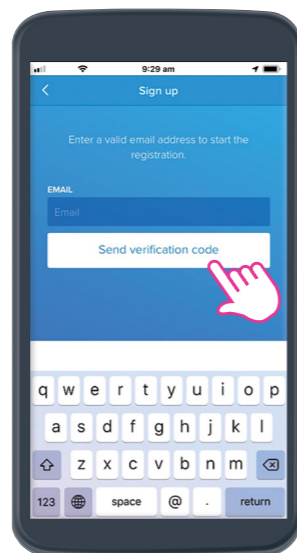 9:29 am
Sign up
Enter a valid email address to start the
registration.
EMAIL
Email
Send verification code
q w e r t y u i o p
a s d f g h j k l
z x c v b n m
123 space @ . return